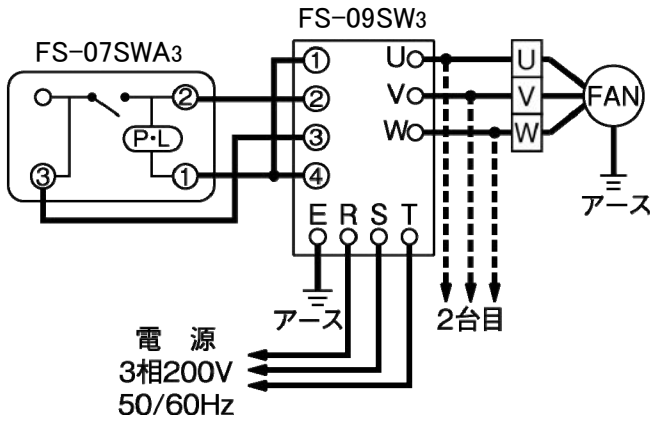 FS-09SW3
FS-07SWA3
① U U
② ② V V FAN
P・L ③ W W
③ ① ④
アース
E R S T
アース 2台目
電 源
3相200V
50/60Hz